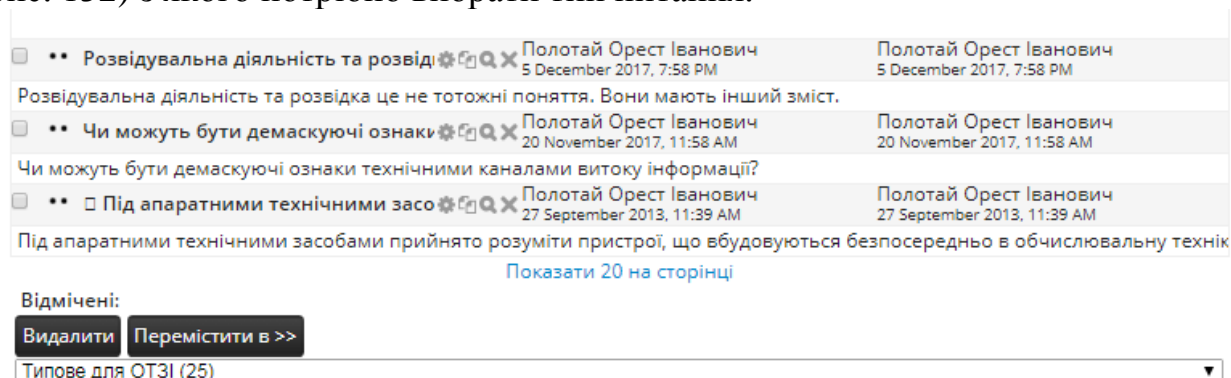 потрібно вибрати тип питання.
•• Розвідувальна діяльність та розвід Полотай Орест Іванович Полотай Орест Іванович
5 December 2017, 7:58 PM 5 December 2017, 7:58 PM
Розвідувальна діяльність та розвідка це не тотожні поняття. Вони мають інший зміст.
•• Чи можуть бути демаскуючі ознаки Полотай Орест Іванович Полотай Орест Іванович
20 November 2017, 11:58 AM 20 November 2017, 11:58 AM
Чи можуть бути демаскуючі ознаки технічними каналами витоку інформації?
•• Під апаратними технічними засо Полотай Орест Іванович Полотай Орест Іванович
27 September 2013, 11:39 AM 27 September 2013, 11:39 AM
Під апаратними технічними засобами прийнято розуміти пристрої, що вбудовуються безпосередньо в обчислювальну технік
Показати 20 на сторінці
Відмічені:
Видалити Перемістити в >>
Типове для ОТЗІ (25)